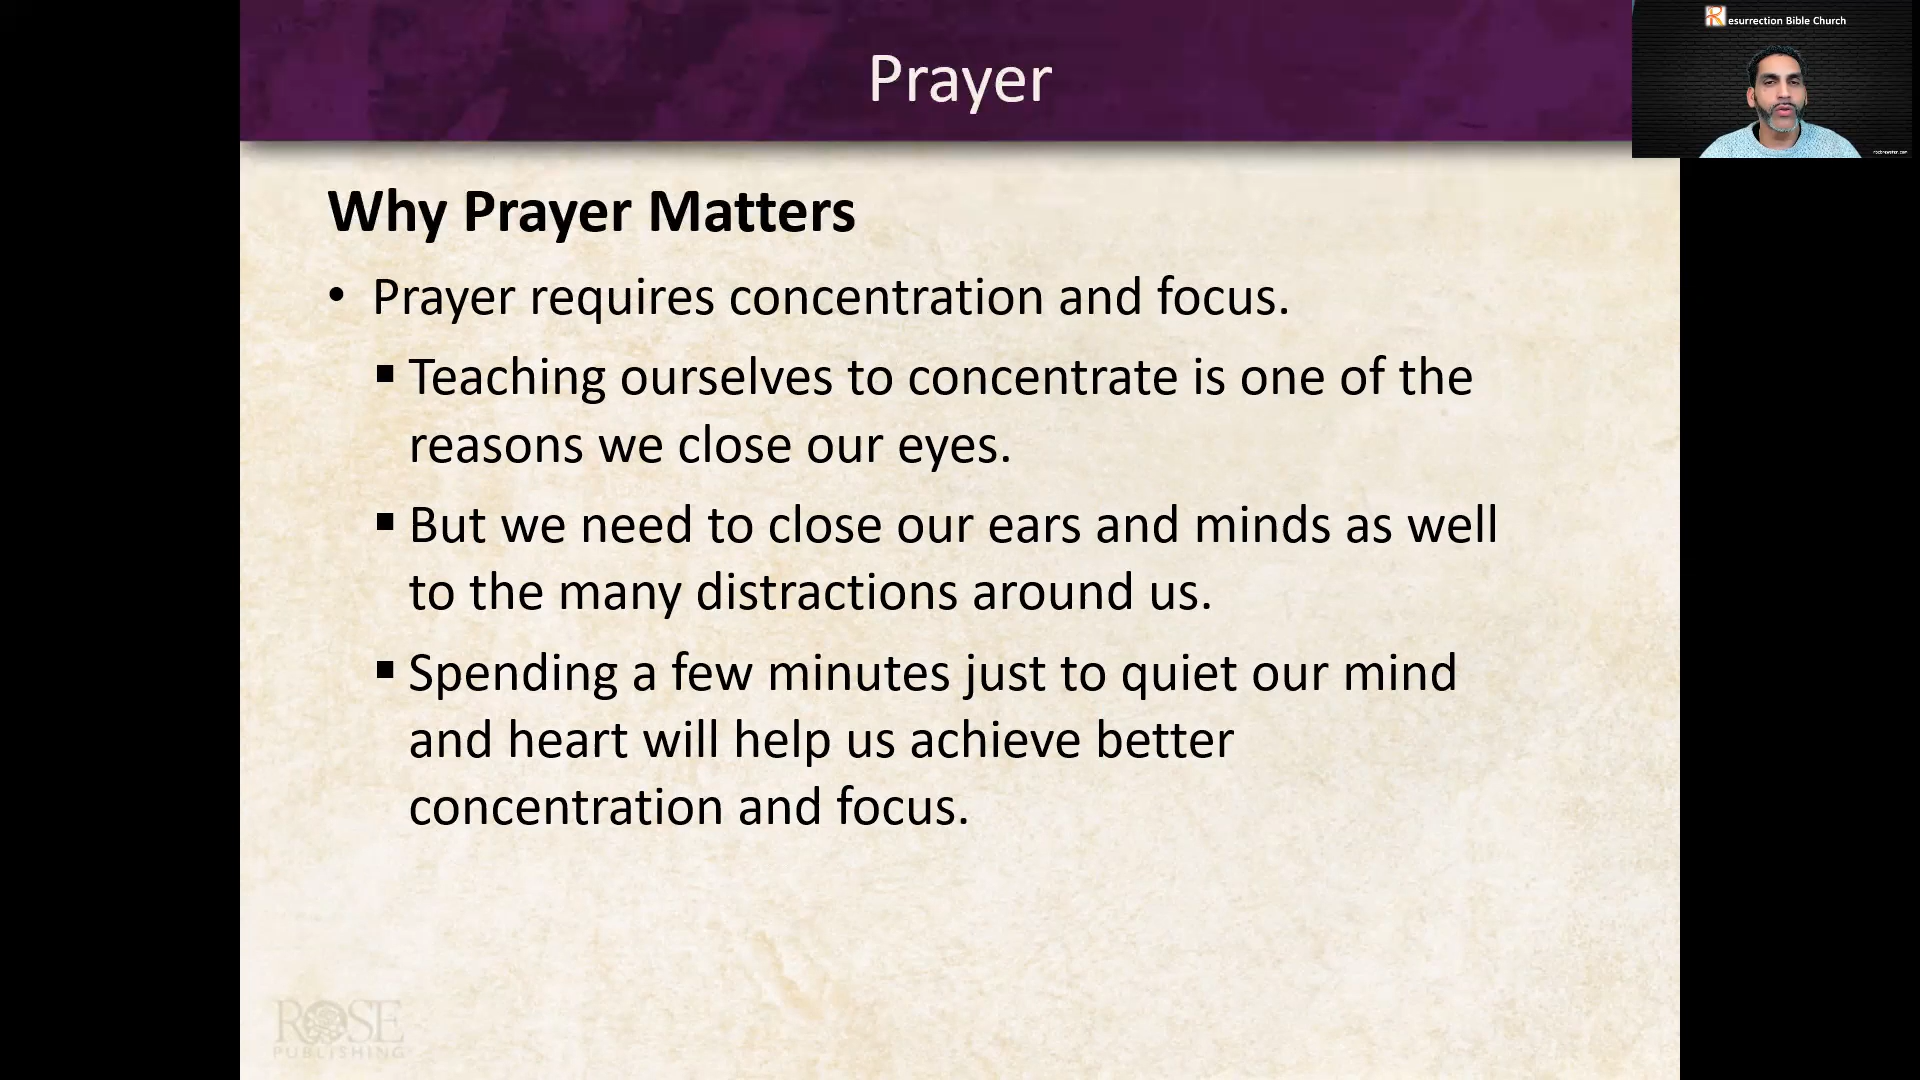 Prayer
Resurrection Bible Church
Why Prayer Matters
• Prayer requires concentration and focus.
▪ Teaching ourselves to concentrate is one of the
reasons we close our eyes.
▪ But we need to close our ears and minds as well
to the many distractions around us.
▪ Spending a few minutes just to quiet our mind
and heart will help us achieve better
concentration and focus.
ROSE
PUBLISHING